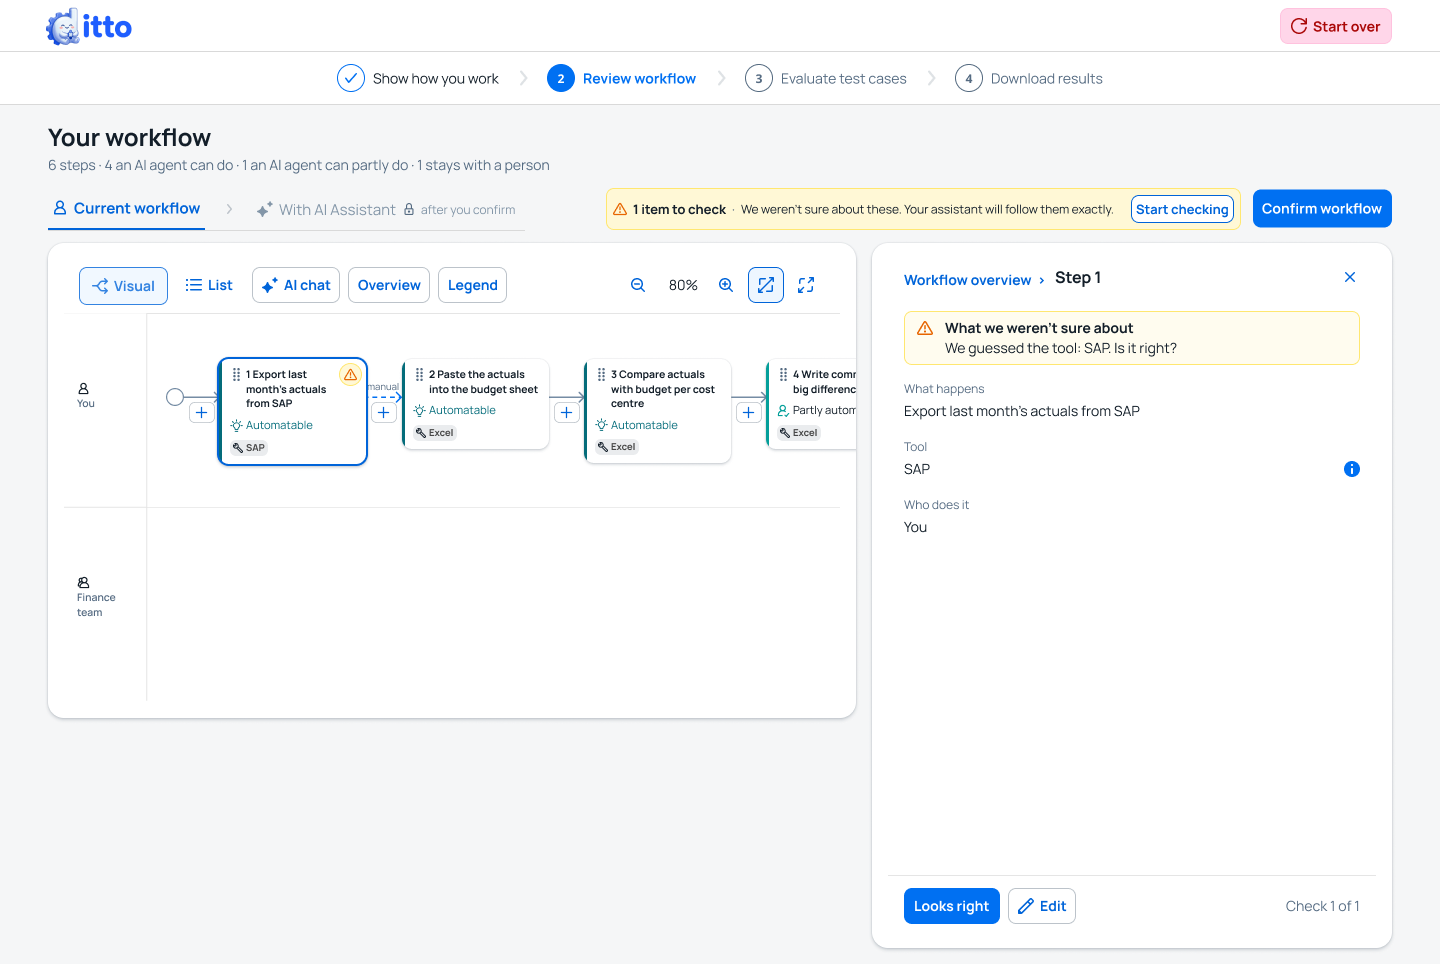 ditto
Start over
Show how you work
2 Review workflow
3 Evaluate test cases
4 Download results
Your workflow
6 steps · 4 an AI agent can do · 1 an AI agent can partly do · 1 stays with a person
Current workflow
With AI Assistant after you confirm
1 item to check · We weren't sure about these. Your assistant will follow them exactly.
Start checking
Confirm workflow
Visual
List
AI chat
Overview
Legend
80%
You
1 Export last
month's actuals
from SAP
Automatable
SAP
manual
2 Paste the actuals
into the budget sheet
Automatable
Excel
3 Compare actuals
with budget per cost
centre
Automatable
Excel
4 Write comm
big differenc
Partly autom
Excel
Finance
team
Workflow overview › Step 1
What we weren't sure about
We guessed the tool: SAP. Is it right?
What happens
Export last month's actuals from SAP
Tool
SAP
Who does it
You
Looks right
Edit
Check 1 of 1